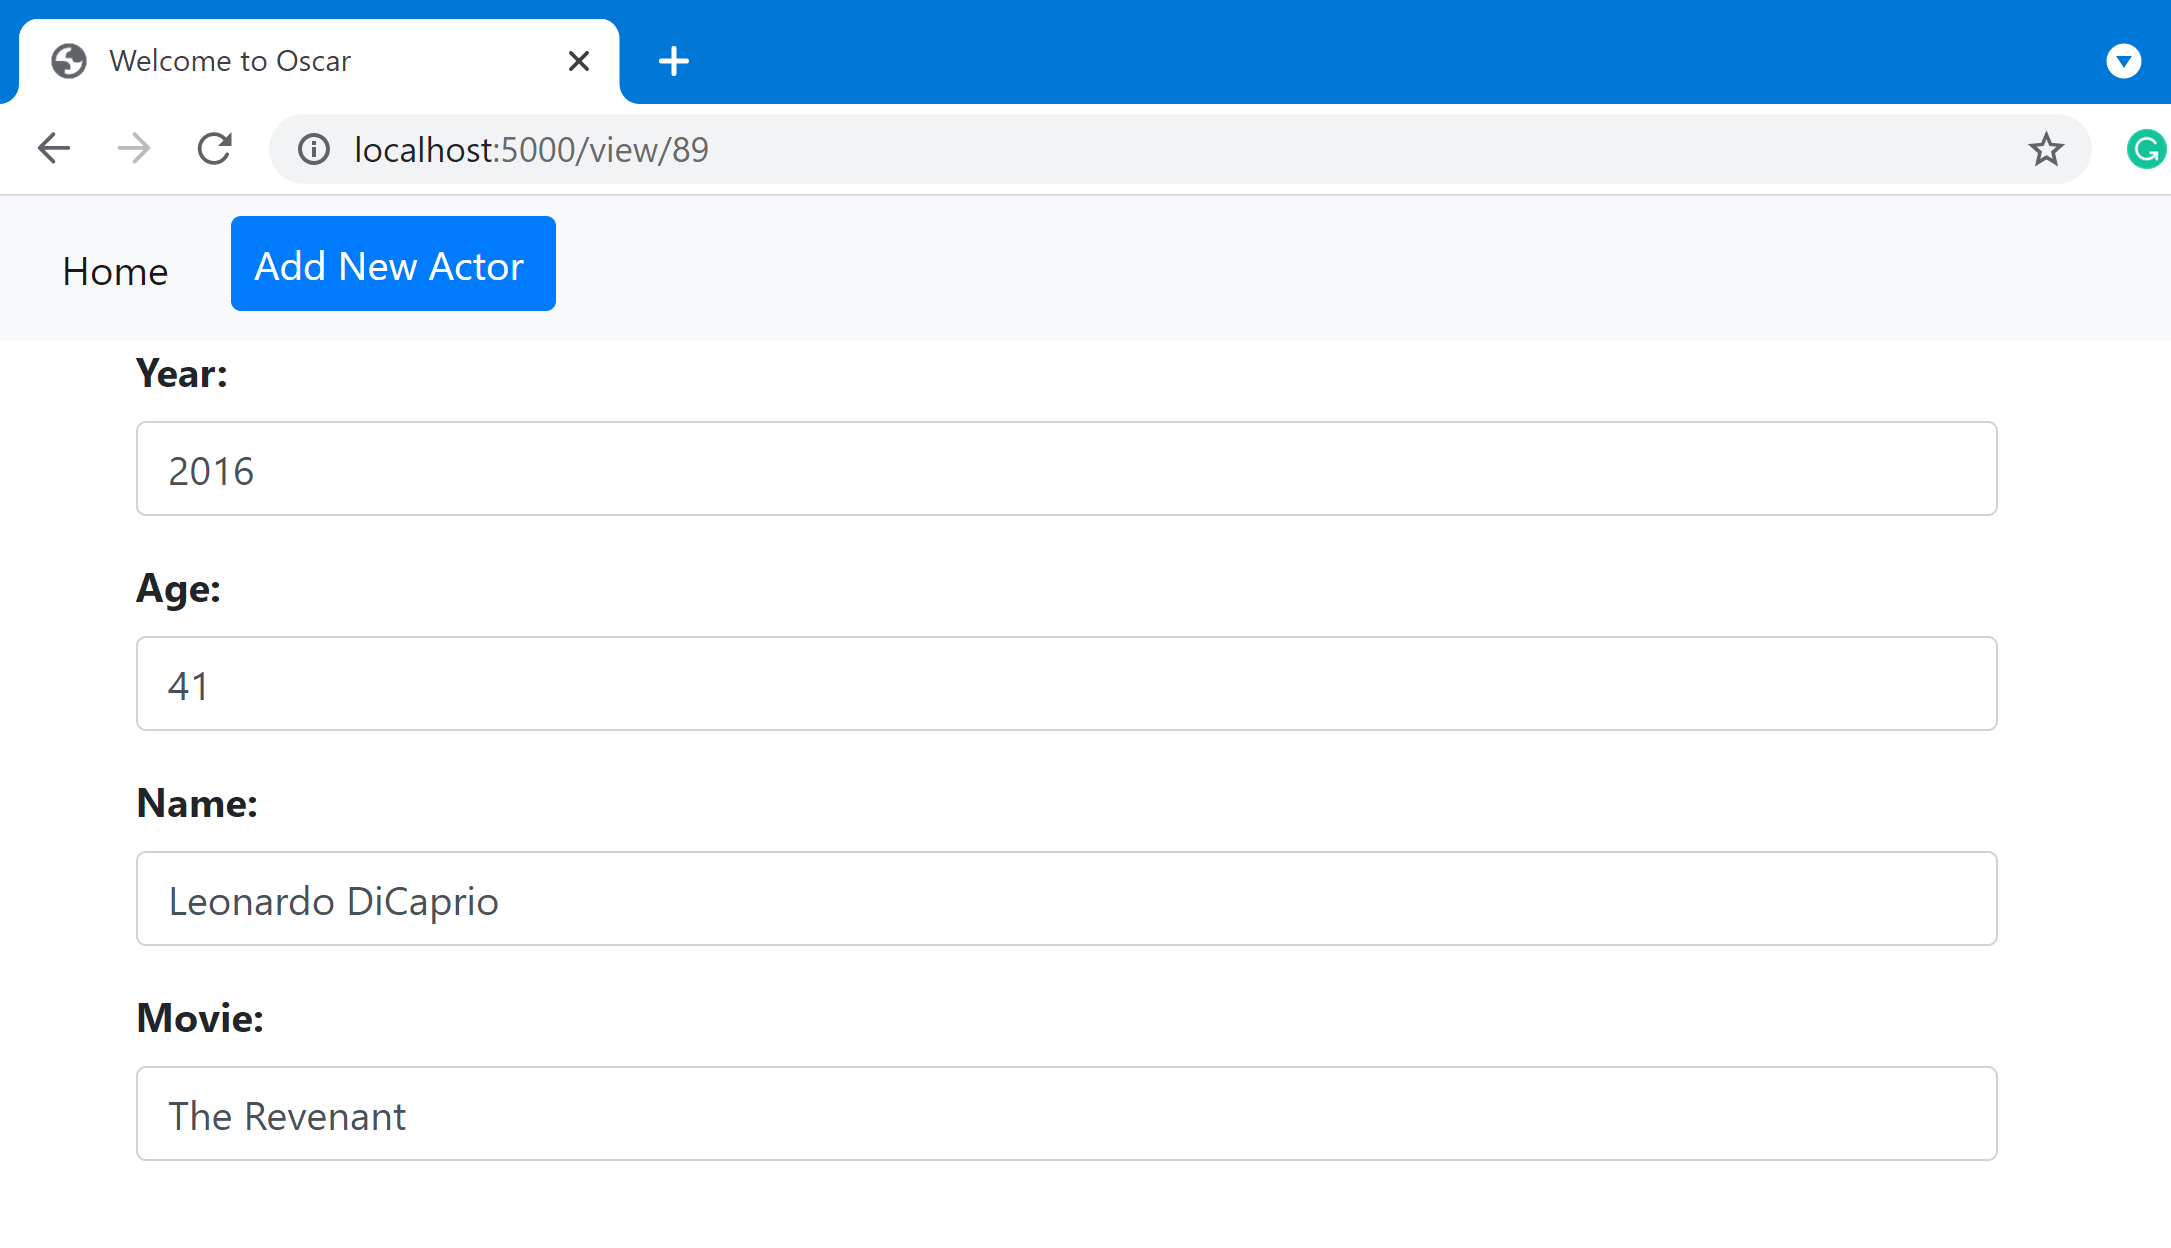 Welcome to Oscar
localhost:5000/view/89
Home Add New Actor
Year:
2016
Age:
41
Name:
Leonardo DiCaprio
Movie:
The Revenant